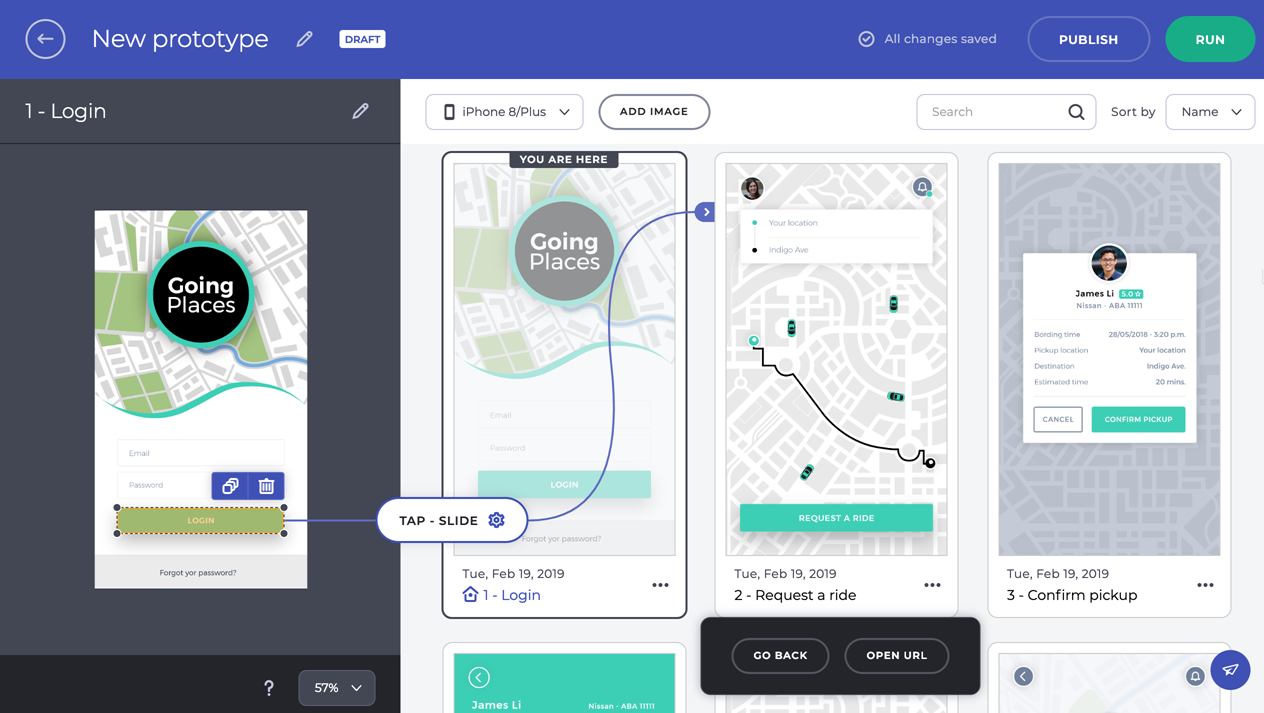 New prototype
DRAFT
All changes saved
PUBLISH
RUN
1 - Login
Going
Places
Email
Password
LOGIN
Forgot yor password?
?
57%
iPhone 8/Plus
ADD IMAGE
Search
Sort by
Name
YOU ARE HERE
Going
Places
Email
Password
LOGIN
TAP - SLIDE
Forgot yor password?
Tue, Feb 19, 2019
1 - Login
Your location
Indigo Ave
REQUEST A RIDE
Tue, Feb 19, 2019
2 - Request a ride
James Li 5.0
Nissan - ABA 11111
Bording time 28/05/2018 - 3:20 p.m.
Pickup location Your location
Destination Indigo Ave.
Estimated time 20 mins.
CANCEL
CONFIRM PICKUP
Tue, Feb 19, 2019
3 - Confirm pickup
GO BACK
OPEN URL
James Li Nissan - ABA 11111